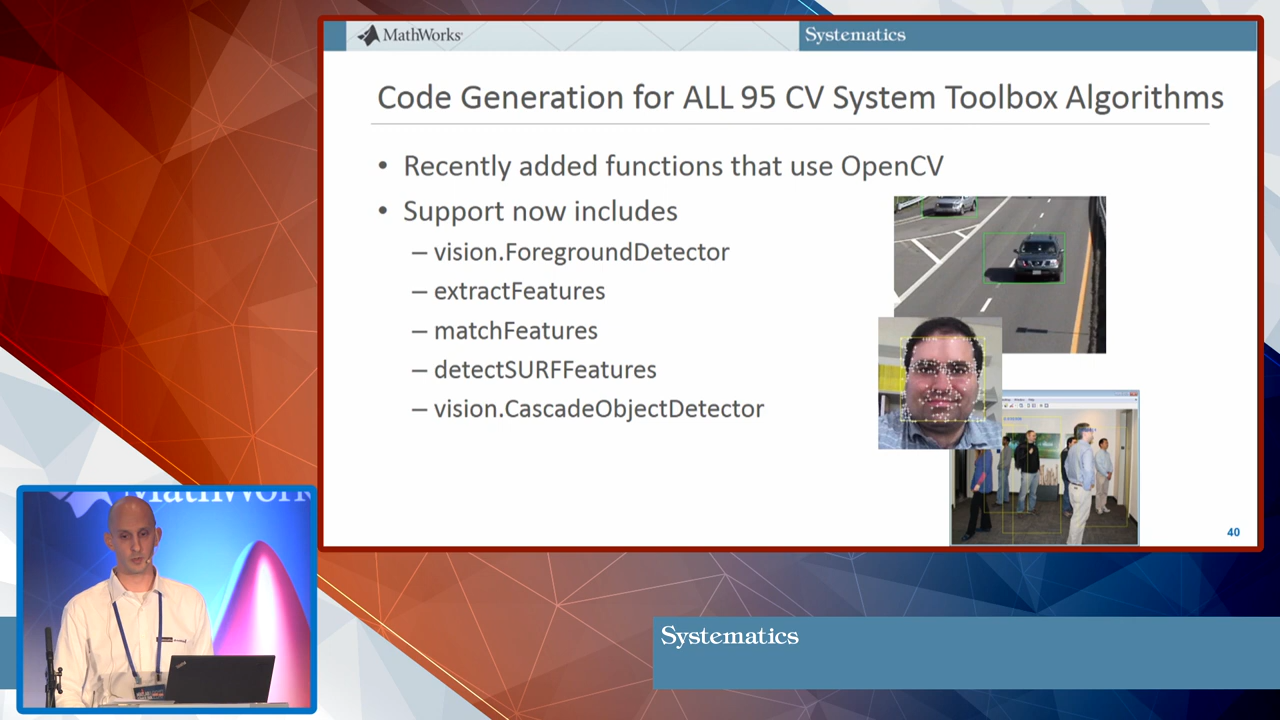 MathWorks®
Systematics
Code Generation for ALL 95 CV System Toolbox Algorithms
• Recently added functions that use OpenCV
• Support now includes
– vision.ForegroundDetector
– extractFeatures
– matchFeatures
– detectSURFFeatures
– vision.CascadeObjectDetector
40
MathWork
Systematics